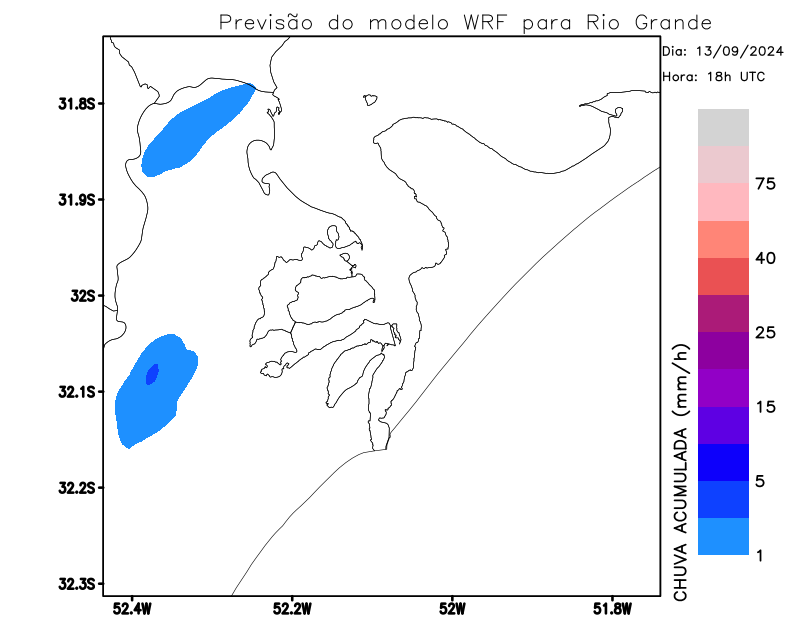 Previsão do modelo WRF para Rio Grande
Dia: 13/09/2024
Hora: 18h UTC
31.8S
31.9S
32S
32.1S
32.2S
32.3S
52.4W
52.2W
52W
51.8W
75
40
25
15
5
1
CHUVA ACUMULADA (mm/h)